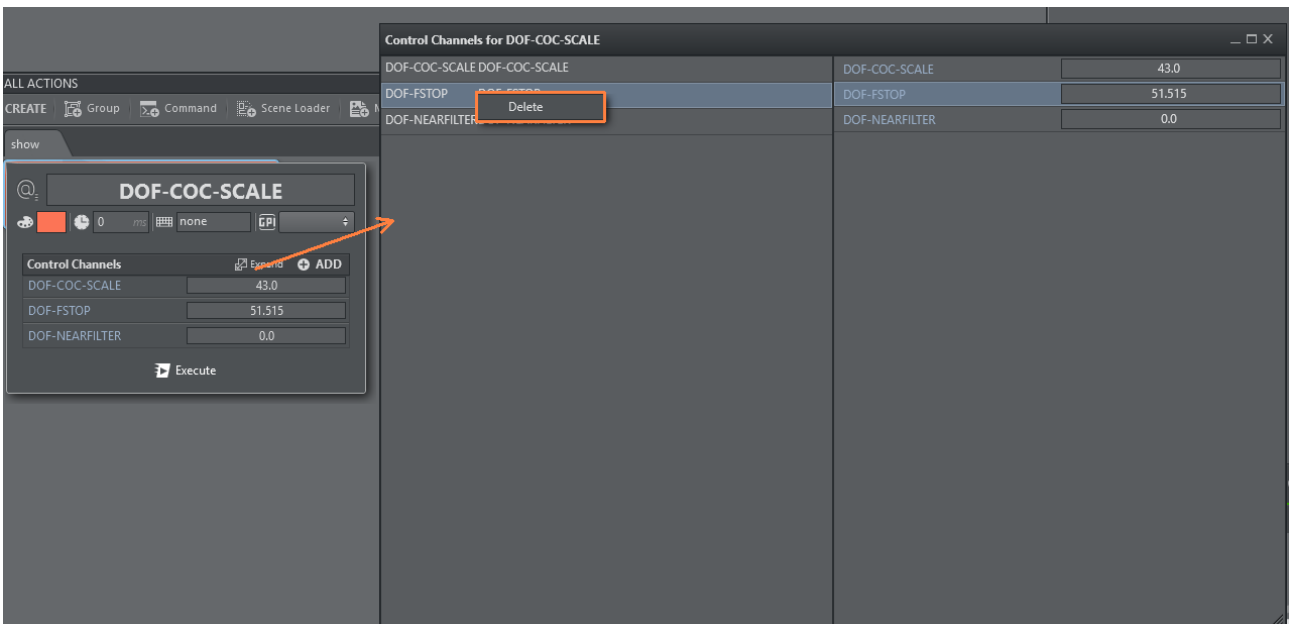 Control Channels for DOF-COC-SCALE
DOF-COC-SCALE DOF-COC-SCALE
DOF-COC-SCALE 43.0
DOF-FSTOP DOF-FSTOP
DOF-FSTOP 51.515
Delete
DOF-NEARFILTER
DOF-NEARFILTER 0.0
ALL ACTIONS
CREATE Group Command Scene Loader
show
DOF-COC-SCALE
0 ms none GPI
Control Channels Expand ADD
DOF-COC-SCALE 43.0
DOF-FSTOP 51.515
DOF-NEARFILTER 0.0
Execute